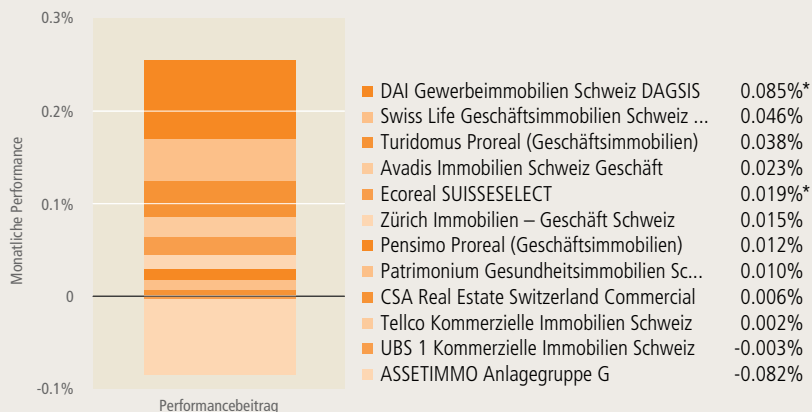 0.3%
0.2%
0.1%
0
-0.1%
Monatliche Performance
Performancebeitrag
DAI Gewerbeimmobilien Schweiz DAGSIS 0.085%*
Swiss Life Geschäftsimmobilien Schweiz ... 0.046%
Turidomus Proreal (Geschäftsimmobilien) 0.038%
Avadis Immobilien Schweiz Geschäft 0.023%
Ecoreal SUISSESELECT 0.019%*
Zürich Immobilien – Geschäft Schweiz 0.015%
Pensimo Proreal (Geschäftsimmobilien) 0.012%
Patrimonium Gesundheitsimmobilien Sc... 0.010%
CSA Real Estate Switzerland Commercial 0.006%
Tellco Kommerzielle Immobilien Schweiz 0.002%
UBS 1 Kommerzielle Immobilien Schweiz -0.003%
ASSETIMMO Anlagegruppe G -0.082%